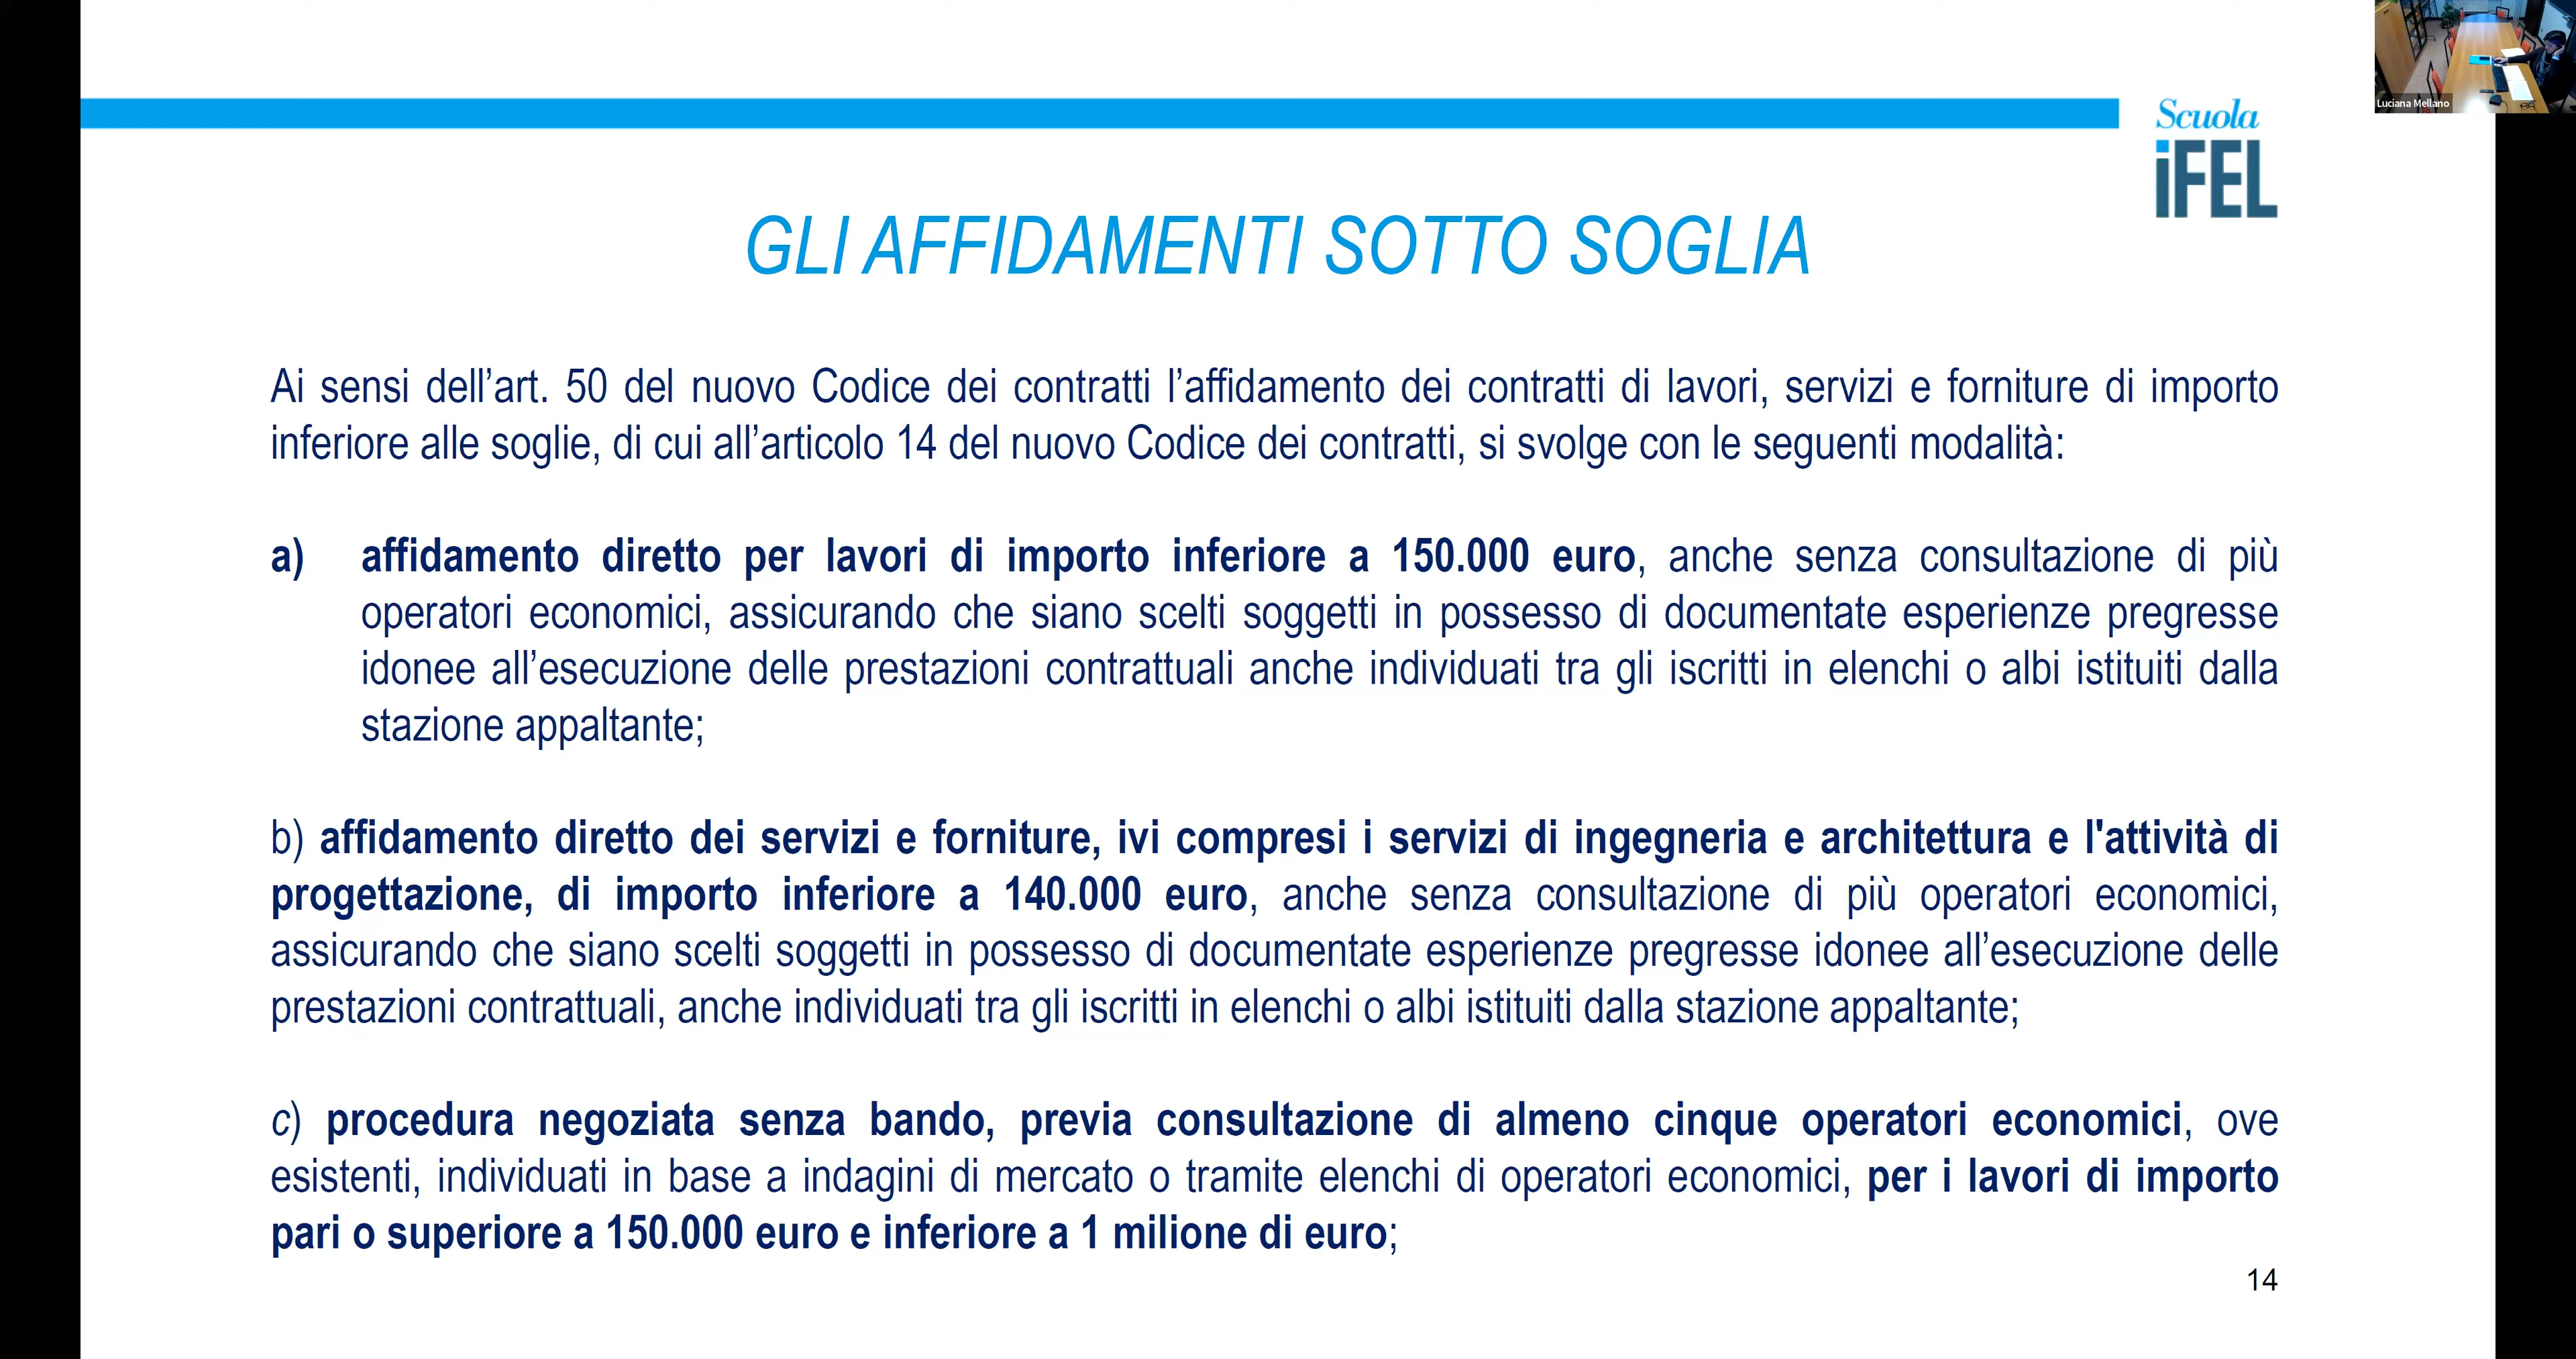 Luciana Mellano
Scuola
iFEL
GLI AFFIDAMENTI SOTTO SOGLIA
Ai sensi dell’art. 50 del nuovo Codice dei contratti l’affidamento dei contratti di lavori, servizi e forniture di importo
inferiore alle soglie, di cui all’articolo 14 del nuovo Codice dei contratti, si svolge con le seguenti modalità:
a) affidamento diretto per lavori di importo inferiore a 150.000 euro, anche senza consultazione di più
operatori economici, assicurando che siano scelti soggetti in possesso di documentate esperienze pregresse
idonee all’esecuzione delle prestazioni contrattuali anche individuati tra gli iscritti in elenchi o albi istituiti dalla
stazione appaltante;
b) affidamento diretto dei servizi e forniture, ivi compresi i servizi di ingegneria e architettura e l'attività di
progettazione, di importo inferiore a 140.000 euro, anche senza consultazione di più operatori economici,
assicurando che siano scelti soggetti in possesso di documentate esperienze pregresse idonee all’esecuzione delle
prestazioni contrattuali, anche individuati tra gli iscritti in elenchi o albi istituiti dalla stazione appaltante;
c) procedura negoziata senza bando, previa consultazione di almeno cinque operatori economici, ove
esistenti, individuati in base a indagini di mercato o tramite elenchi di operatori economici, per i lavori di importo
pari o superiore a 150.000 euro e inferiore a 1 milione di euro;
14